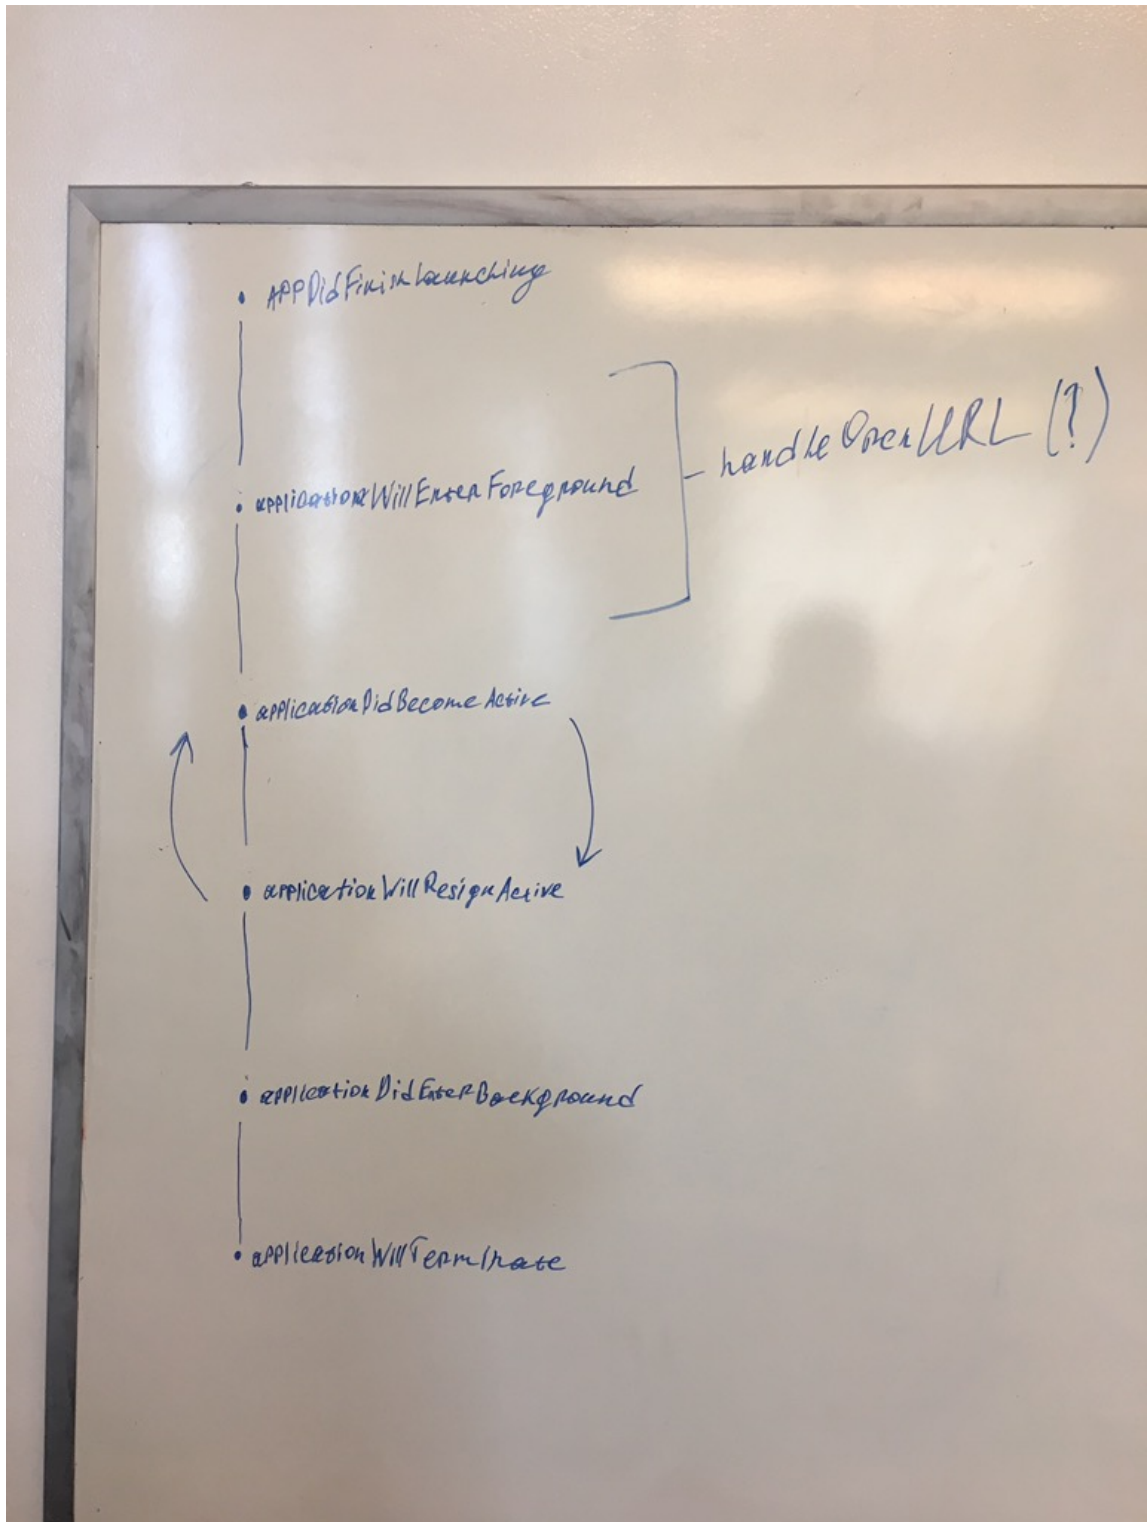 APPDidFinishLaunching
applicationWillEnterForeground
handleOpenURL (?)
applicationDidBecomeActive
applicationWillResignActive
applicationDidEnterBackground
applicationWillTerminate